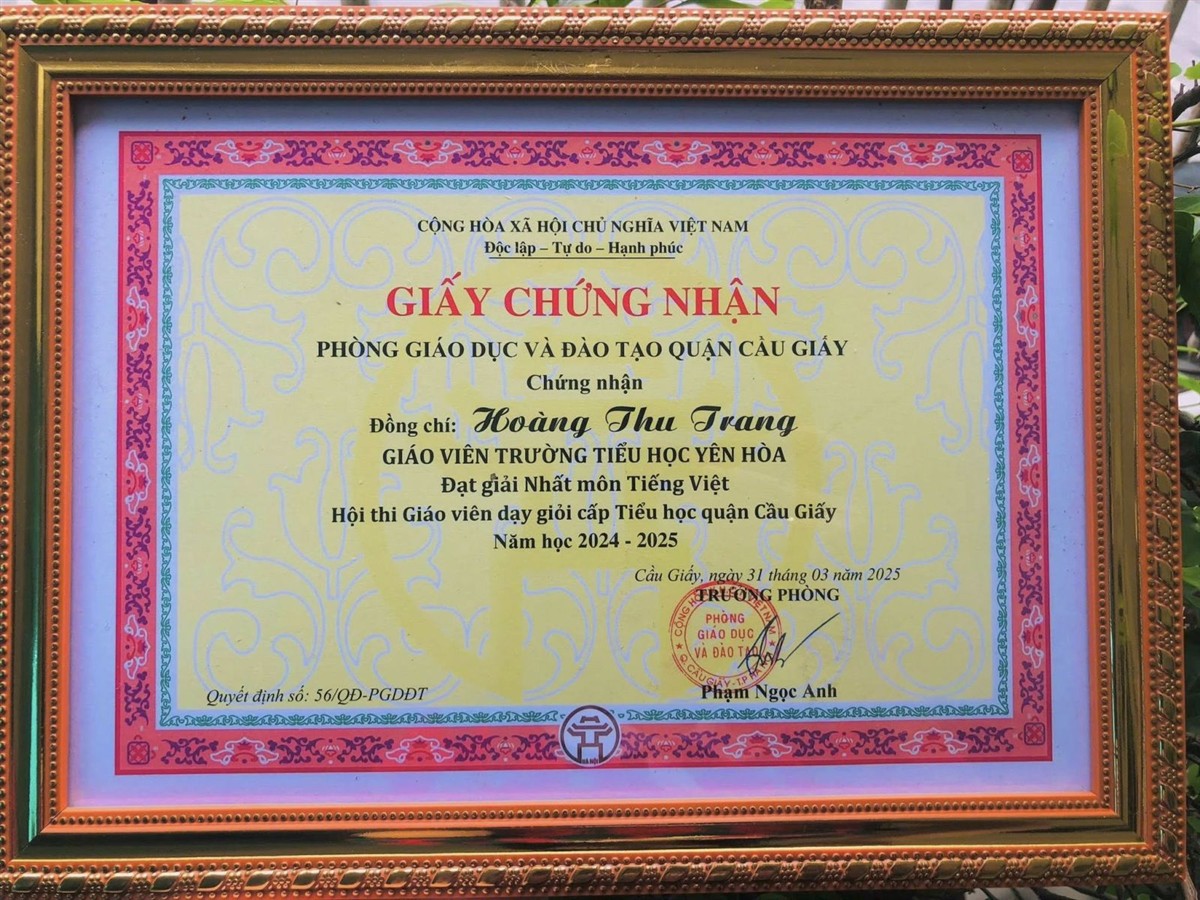 CỘNG HÒA XÃ HỘI CHỦ NGHĨA VIỆT NAM
Độc lập – Tự do – Hạnh phúc
GIẤY CHỨNG NHẬN
PHÒNG GIÁO DỤC VÀ ĐÀO TẠO QUẬN CẦU GIẤY
Chứng nhận
Đồng chí: Hoàng Thu Trang
GIÁO VIÊN TRƯỜNG TIỂU HỌC YÊN HÒA
Đạt giải Nhất môn Tiếng Việt
Hội thi Giáo viên dạy giỏi cấp Tiểu học quận Cầu Giấy
Năm học 2024 - 2025
Cầu Giấy, ngày 31 tháng 03 năm 2025
TRƯỞNG PHÒNG
PHÒNG
GIÁO DỤC
VÀ ĐÀO TẠO
Q. CẦU GIẤY - T.P
Phạm Ngọc Anh
Quyết định số: 56/QĐ-PGDĐT
HÀ NỘI